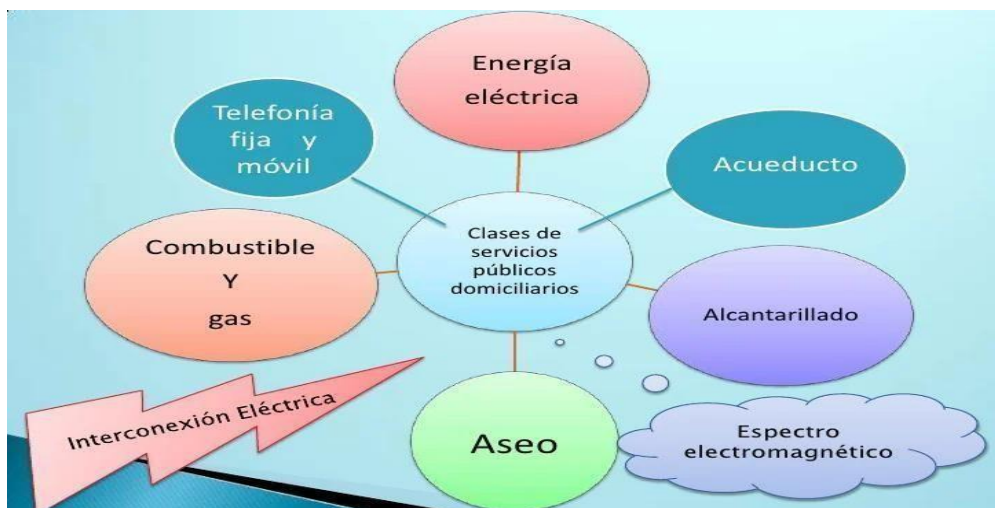 Energía
eléctrica
Telefonía
fija y
móvil
Acueducto
Clases de
servicios
públicos
domiciliarios
Combustible
Y
gas
Alcantarillado
Interconexión Eléctrica
Aseo
Espectro
electromagnético